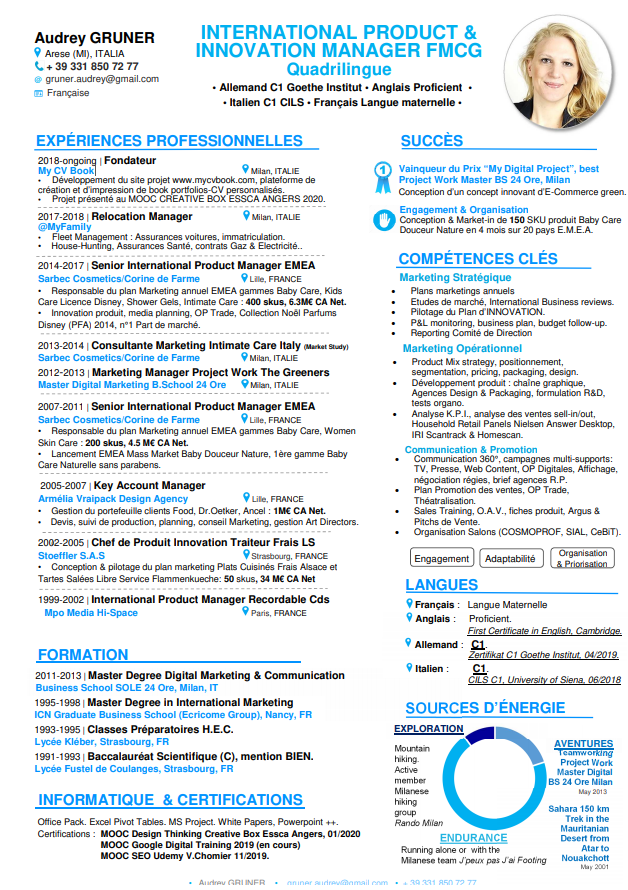 Audrey GRUNER
Arese (MI), ITALIA
+ 39 331 850 72 77
gruner.audrey@gmail.com
Française
INTERNATIONAL PRODUCT &
INNOVATION MANAGER FMCG
Quadrilingue
• Allemand C1 Goethe Institut • Anglais Proficient •
• Italien C1 CILS • Français Langue maternelle •
EXPÉRIENCES PROFESSIONNELLES
2018-ongoing | Fondateur
My CV Book| Milan, ITALIE
• Développement du site projet www.mycvbook.com, plateforme de
création et d'impression de book portfolios-CV personnalisés.
• Projet présenté au MOOC CREATIVE BOX ESSCA ANGERS 2020.
2017-2018 | Relocation Manager Milan, ITALIE
@MyFamily
• Fleet Management : Assurances voitures, immatriculation.
• House-Hunting, Assurances Santé, contrats Gaz & Electricité..
2014-2017 | Senior International Product Manager EMEA
Sarbec Cosmetics/Corine de Farme Lille, FRANCE
• Responsable du plan Marketing annuel EMEA gammes Baby Care, Kids
Care Licence Disney, Shower Gels, Intimate Care : 400 skus, 6.3M€ CA Net.
• Innovation produit, media planning, OP Trade, Collection Noêl Parfums
Disney (PFA) 2014, n°1 Part de marché.
2013-2014 | Consultante Marketing Intimate Care Italy (Market Study)
Sarbec Cosmetics/Corine de Farme Milan, ITALIE
2012-2013 | Marketing Manager Project Work The Greeners
Master Digital Marketing B.School 24 Ore Milan, ITALIE
2007-2011 | Senior International Product Manager EMEA
Sarbec Cosmetics/Corine de Farme Lille, FRANCE
• Responsable du plan Marketing annuel EMEA gammes Baby Care, Women
Skin Care : 200 skus, 4.5 M€ CA Net.
• Lancement EMEA Mass Market Baby Douceur Nature, 1ère gamme Baby
Care Naturelle sans parabens.
2005-2007 | Key Account Manager
Armélia Vraipack Design Agency Lille, FRANCE
• Gestion du portefeuille clients Food, Dr.Oetker, Ancel : 1M€ CA Net.
• Devis, suivi de production, planning, conseil Marketing, gestion Art Directors.
2002-2005 | Chef de Produit Innovation Traiteur Frais LS
Stoeffler S.A.S Strasbourg, FRANCE
• Conception & pilotage du plan marketing Plats Cuisinés Frais Alsace et
Tartes Salées Libre Service Flammenkueche: 50 skus, 34 M€ CA Net
1999-2002 | International Product Manager Recordable Cds
Mpo Media Hi-Space Paris, FRANCE
FORMATION
2011-2013 | Master Degree Digital Marketing & Communication
Business School SOLE 24 Ore, Milan, IT
1995-1998 | Master Degree in International Marketing
ICN Graduate Business School (Ecricome Group), Nancy, FR
1993-1995 | Classes Préparatoires H.E.C.
Lycée Kléber, Strasbourg, FR
1991-1993 | Baccalauréat Scientifique (C), mention BIEN.
Lycée Fustel de Coulanges, Strasbourg, FR
INFORMATIQUE & CERTIFICATIONS
Office Pack. Excel Pivot Tables. MS Project. White Papers, Powerpoint ++.
Certifications : MOOC Design Thinking Creative Box Essca Angers, 01/2020
MOOC Google Digital Training 2019 (en cours)
MOOC SEO Udemy V.Chomier 11/2019.
SUCCÈS
1
Vainqueur du Prix “My Digital Project”, best
Project Work Master BS 24 Ore, Milan
Conception d'un concept innovant d'E-Commerce green.
Engagement & Organisation
Conception & Market-in de 150 SKU produit Baby Care
Douceur Nature en 4 mois sur 20 pays E.M.E.A.
COMPÉTENCES CLÉS
Marketing Stratégique
• Plans marketings annuels
• Etudes de marché, International Business reviews.
• Pilotage du Plan d'INNOVATION.
• P&L monitoring, business plan, budget follow-up.
• Reporting Comité de Direction
Marketing Opérationnel
• Product Mix strategy, positionnement,
segmentation, pricing, packaging, design.
• Développement produit : chaîne graphique,
Agences Design & Packaging, formulation R&D,
tests organo.
• Analyse K.P.I., analyse des ventes sell-in/out,
Household Retail Panels Nielsen Answer Desktop,
IRI Scantrack & Homescan.
Communication & Promotion
• Communication 360°, campagnes multi-supports:
TV, Presse, Web Content, OP Digitales, Affichage,
négociation régies, brief agences R.P.
• Plan Promotion des ventes, OP Trade,
Théatralisation.
• Sales Training, O.A.V., fiches produit, Argus &
Pitchs de Vente.
• Organisation Salons (COSMOPROF, SIAL, CeBiT).
Engagement
Adaptabilité
Organisation
& Priorisation
LANGUES
Français : Langue Maternelle
Anglais : Proficient.
First Certificate in English, Cambridge.
Allemand : C1.
Zertifikat C1 Goethe Institut, 04/2019.
Italien : C1.
CILS C1, University of Siena, 06/2018
SOURCES D'ÉNERGIE
EXPLORATION
Mountain
hiking.
Active
member
Milanese
hiking
group
Rando Milan
AVENTURES
Teamworking
Project Work
Master Digital
BS 24 Ore Milan
May 2013
Sahara 150 km
Trek in the
Mauritanian
Desert from
Atar to
Nouakchott
May 2001
ENDURANCE
Running alone or with the
Milanese team J'peux pas J'ai Footing
• Audrey GRUNER • gruner.audrey@gmail.com • + 39 331 850 72 77